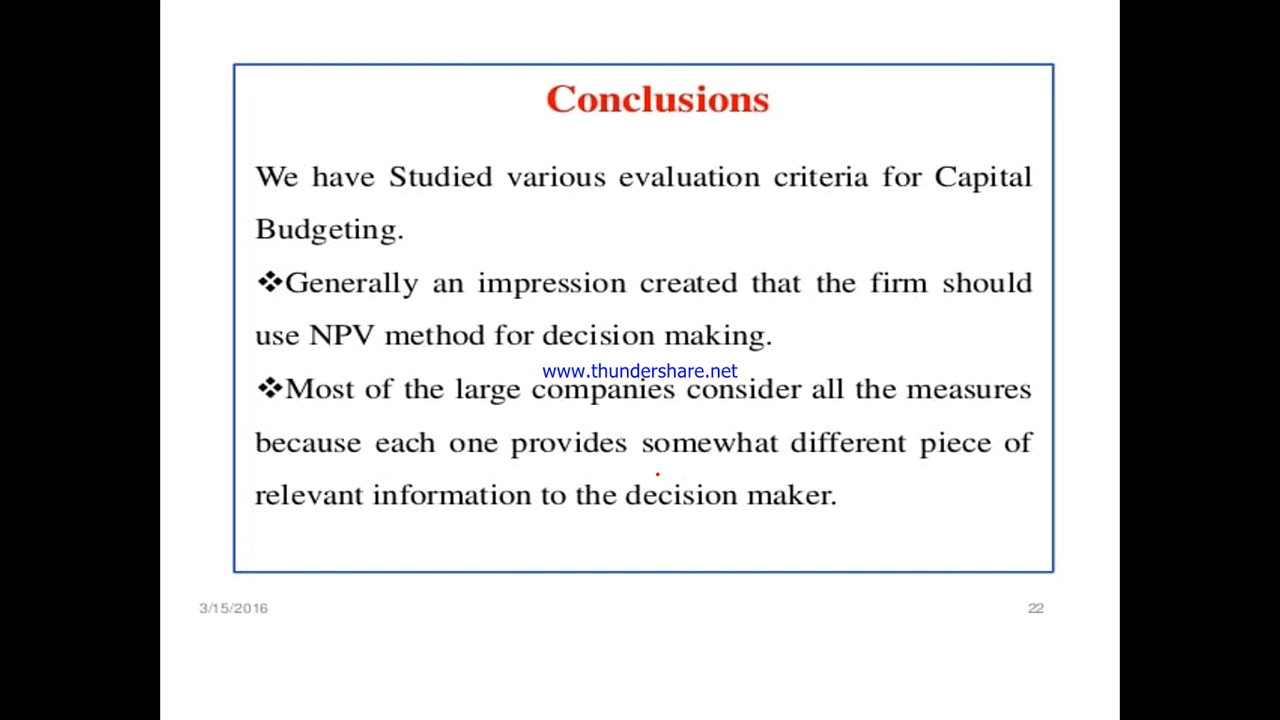 Conclusions
We have Studied various evaluation criteria for Capital
Budgeting.
❖Generally an impression created that the firm should
use NPV method for decision making.
www.thundershare.net
❖Most of the large companies consider all the measures
because each one provides somewhat different piece of
relevant information to the decision maker.
3/15/2016
22